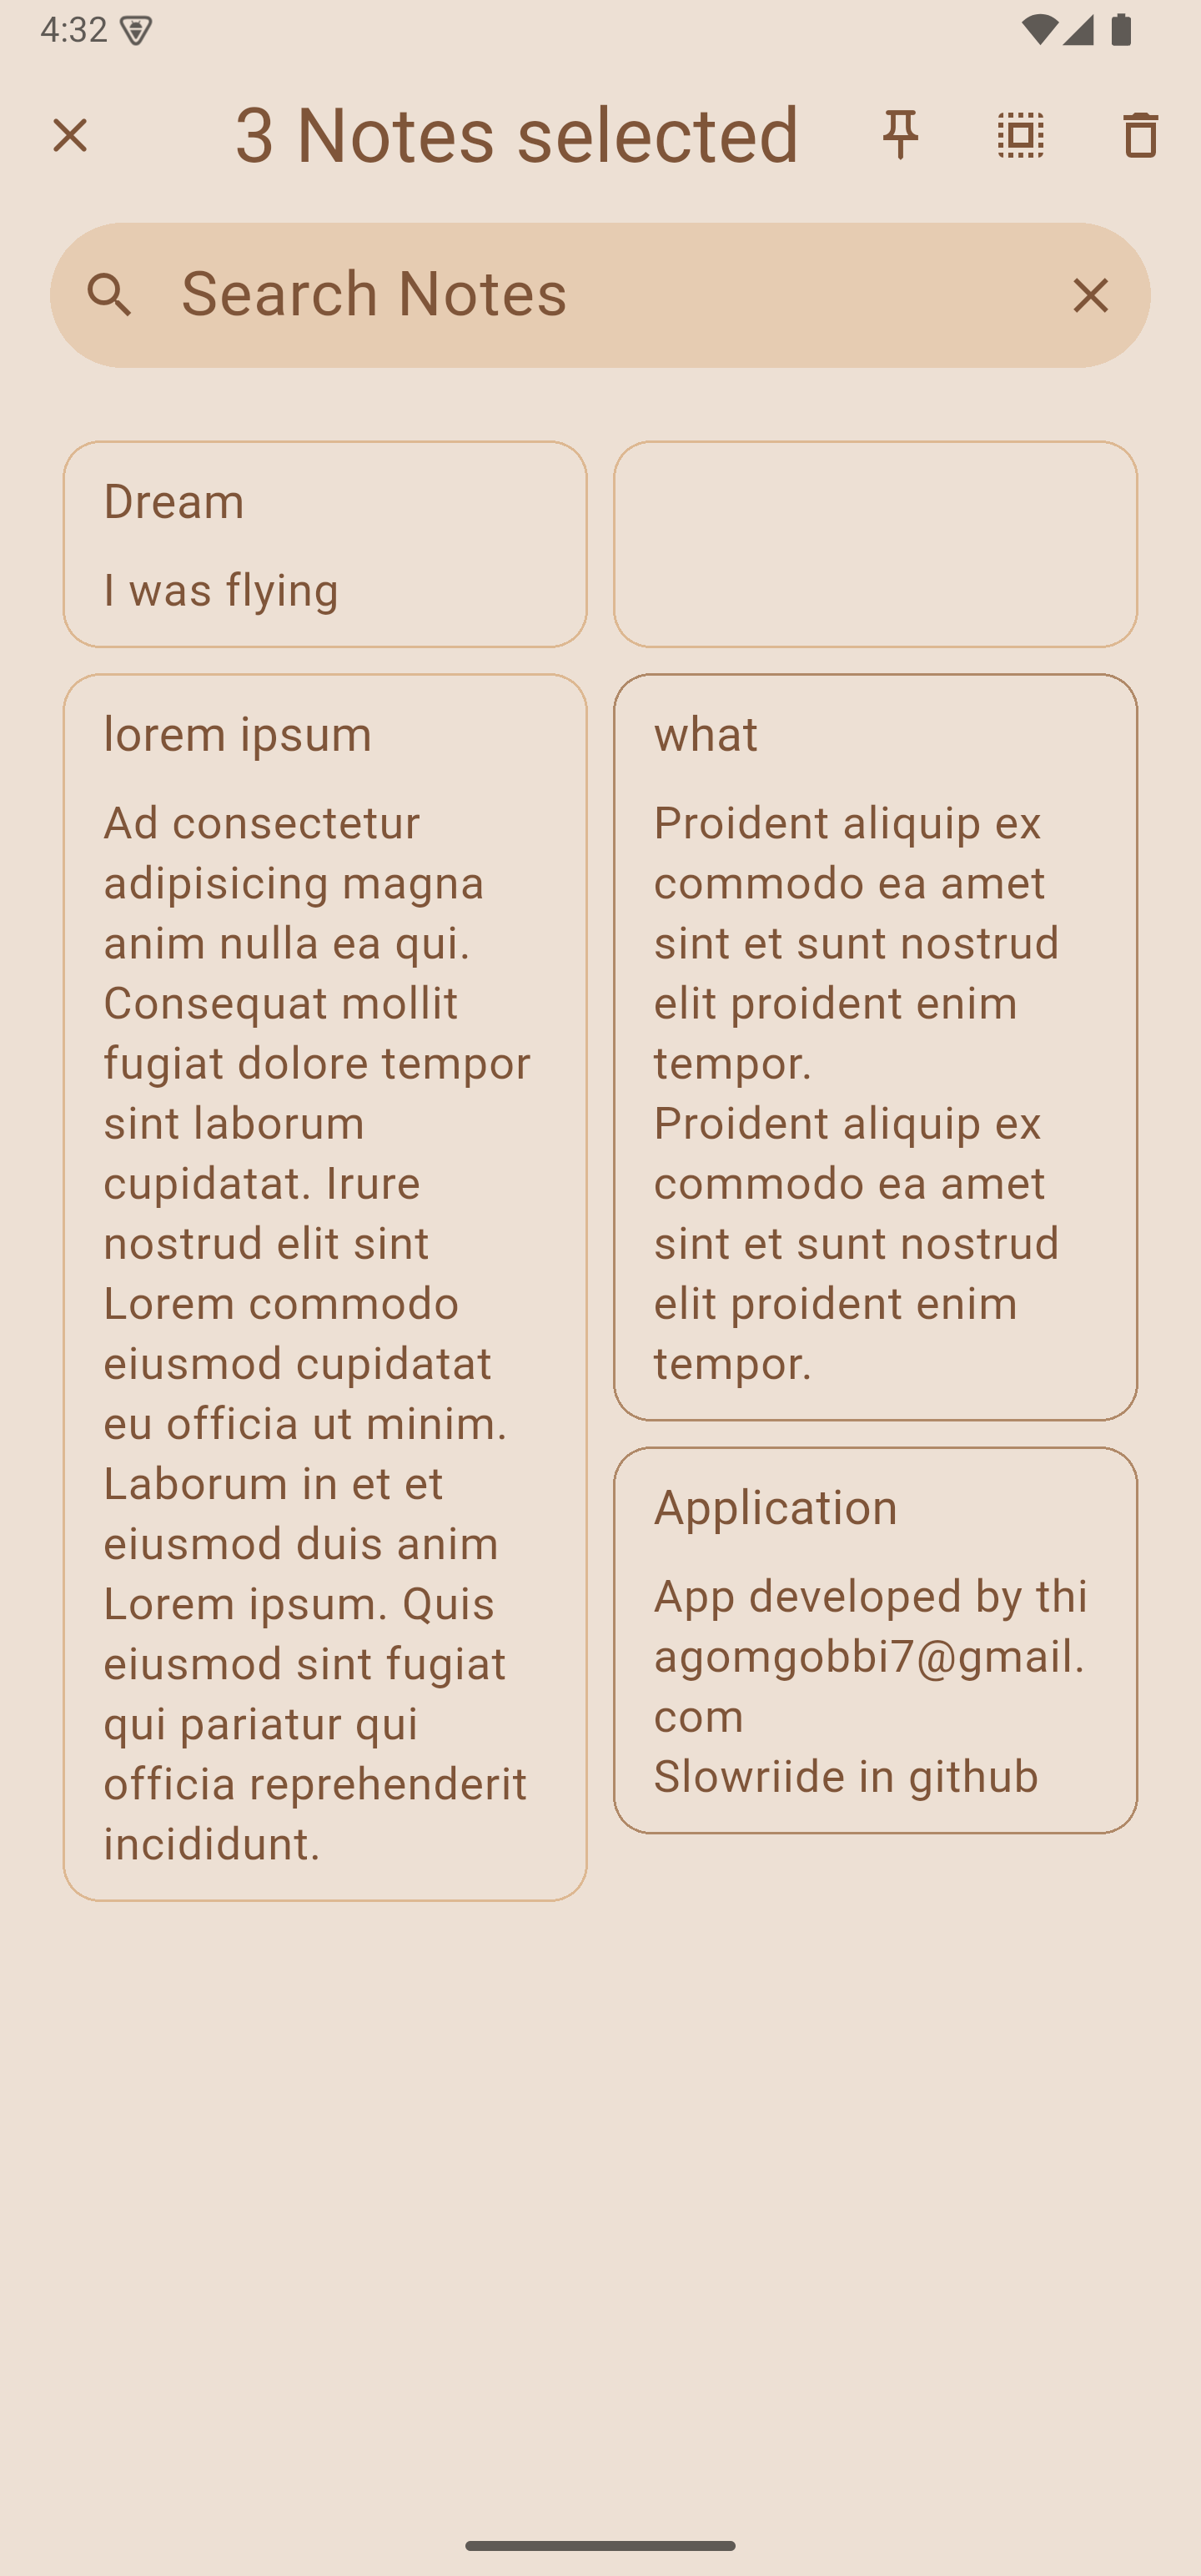 4:32
3 Notes selected
Search Notes
Dream
I was flying
lorem ipsum
Ad consectetur
adipisicing magna
anim nulla ea qui.
Consequat mollit
fugiat dolore tempor
sint laborum
cupidatat. Irure
nostrud elit sint
Lorem commodo
eiusmod cupidatat
eu officia ut minim.
Laborum in et et
eiusmod duis anim
Lorem ipsum. Quis
eiusmod sint fugiat
qui pariatur qui
officia reprehenderit
incididunt.
what
Proident aliquip ex
commodo ea amet
sint et sunt nostrud
elit proident enim
tempor.
Proident aliquip ex
commodo ea amet
sint et sunt nostrud
elit proident enim
tempor.
Application
App developed by thi
agomgobbi7@gmail.
com
Slowriide in github